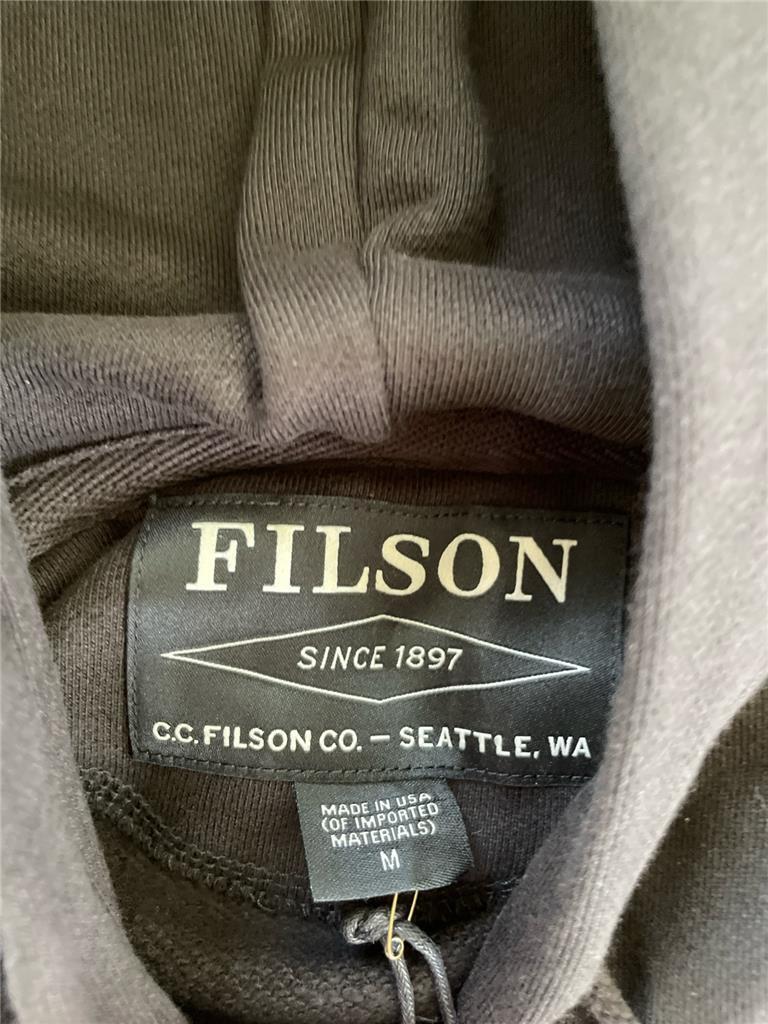 FILSON
SINCE 1897
C.C. FILSON CO. – SEATTLE, WA
MADE IN USA
(OF IMPORTED
MATERIALS)
M